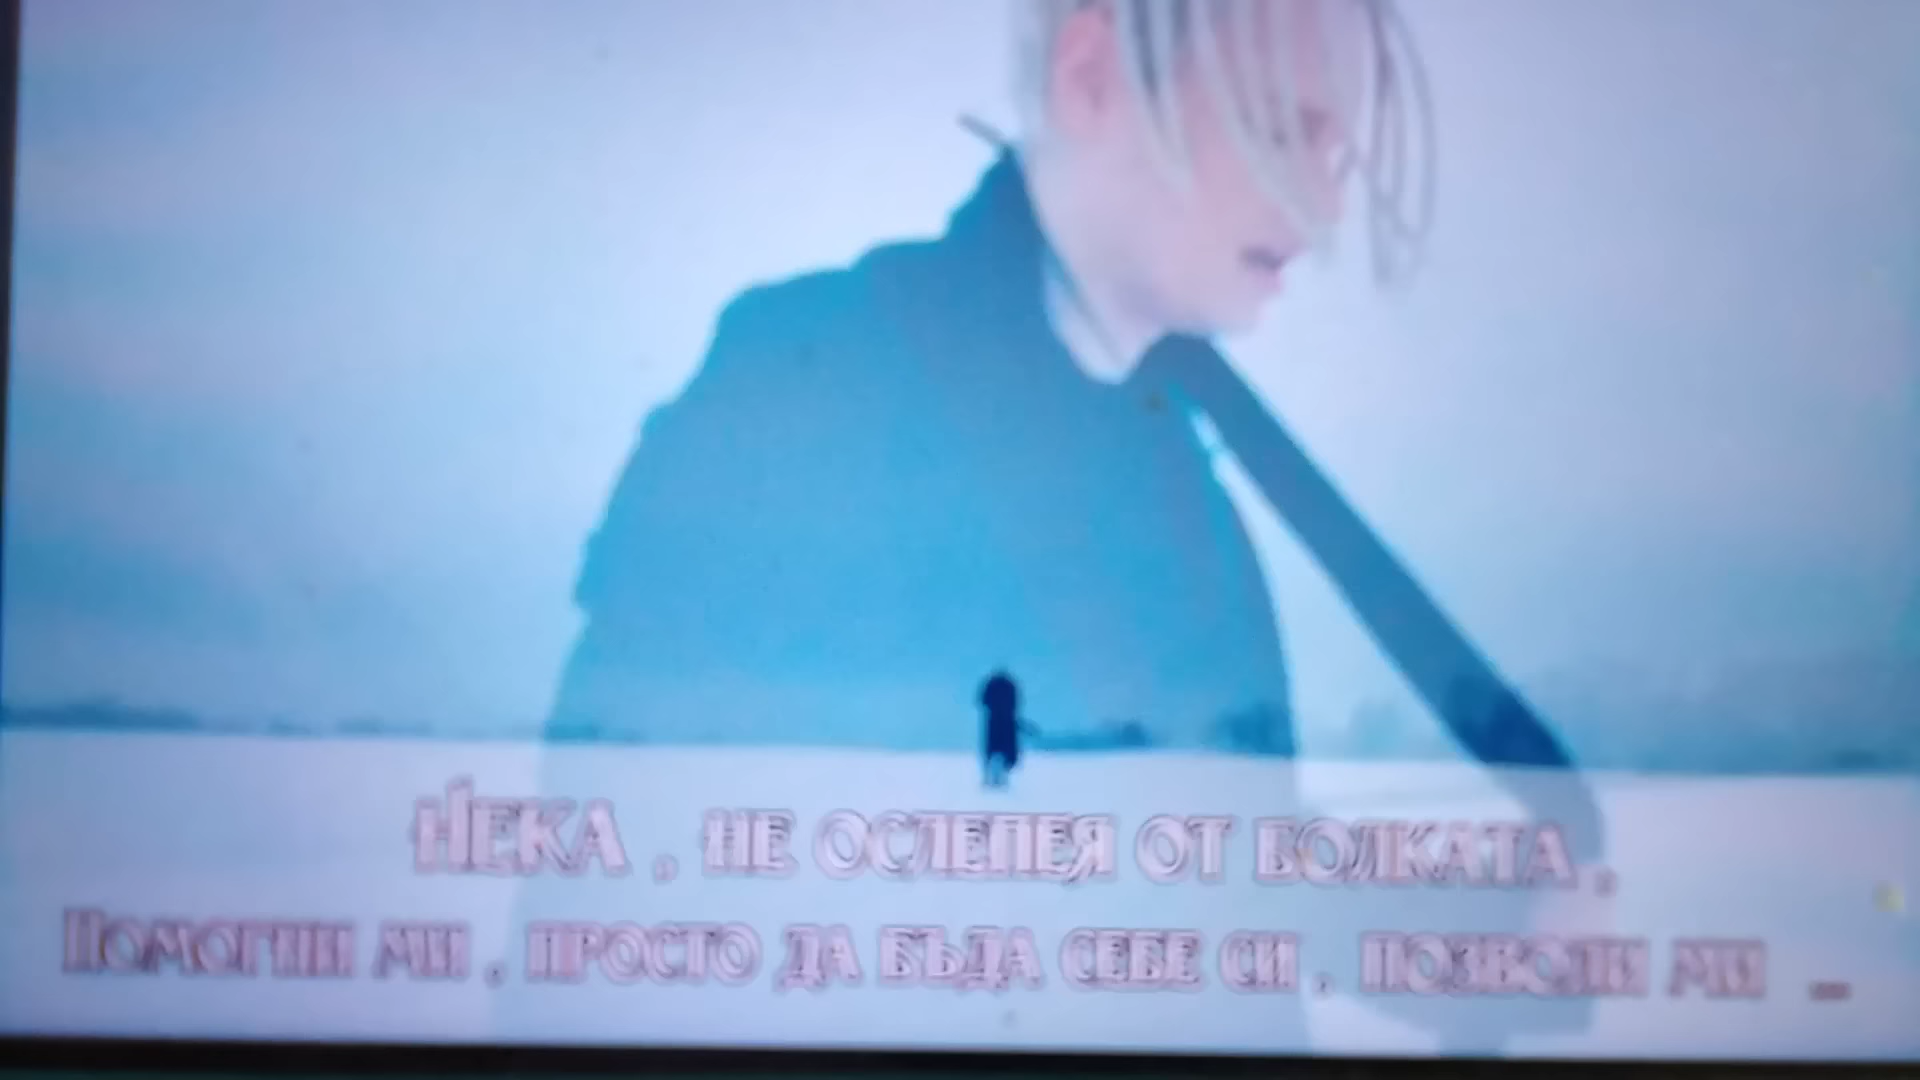 Нека , не ослепея от болката ,
Помогни ми , просто да бъда себе си , позволи ми ...